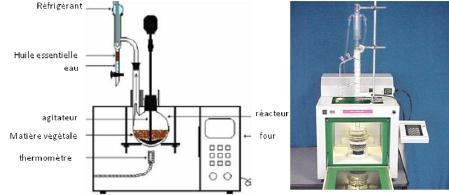 Réfrigérant
Huile essentielle
eau
agitateur
réacteur
Matière végétale
four
thermomètre